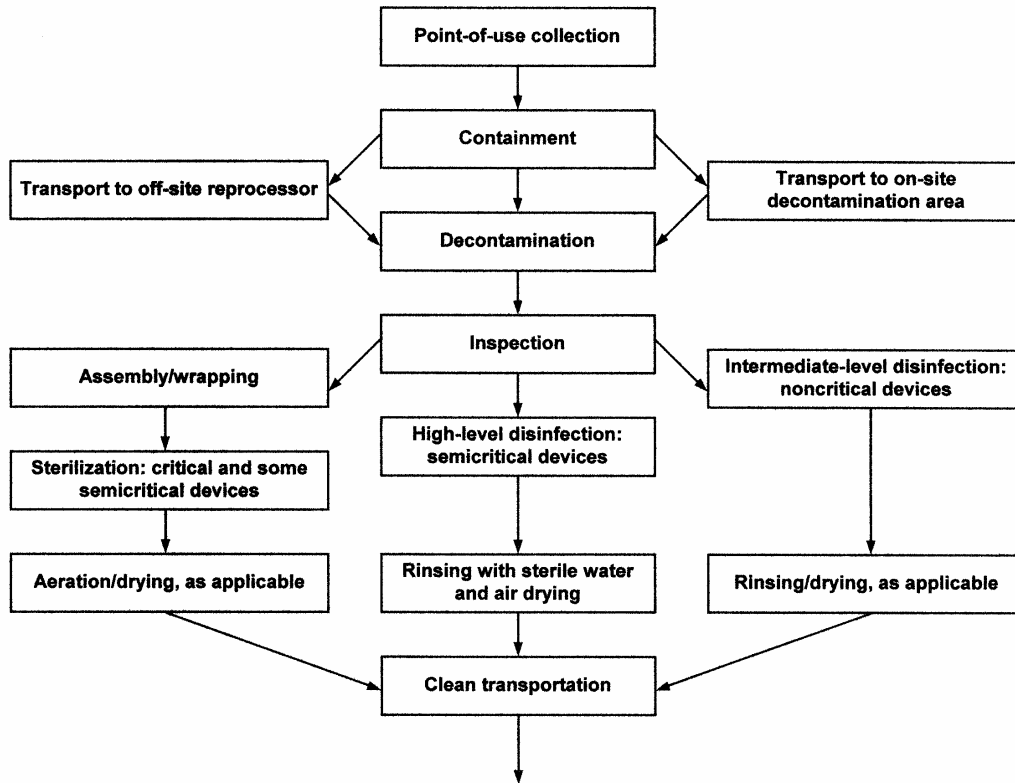 Point-of-use collection
Containment
Transport to off-site reprocessor
Transport to on-site
decontamination area
Decontamination
Inspection
Assembly/wrapping
Intermediate-level disinfection:
noncritical devices
High-level disinfection:
semicritical devices
Sterilization: critical and some
semicritical devices
Aeration/drying, as applicable
Rinsing with sterile water
and air drying
Rinsing/drying, as applicable
Clean transportation